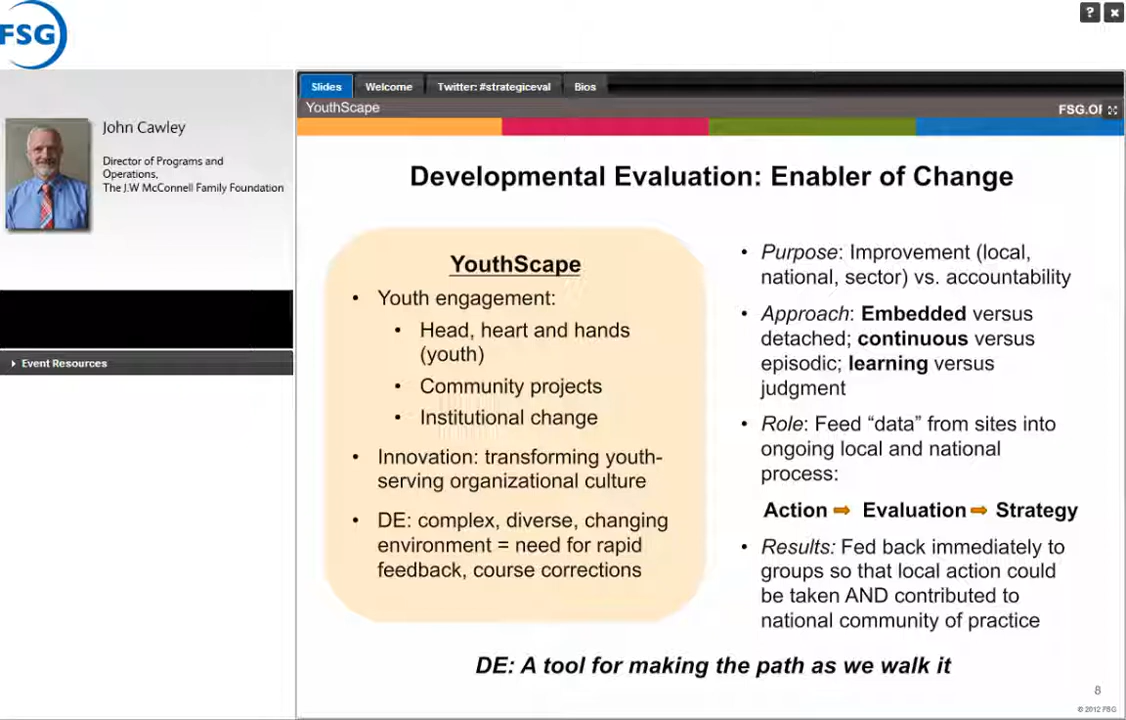 FSG
? ×
Slides Welcome Twitter: #strategiceval Bios
YouthScape
FSG.O
John Cawley
Director of Programs and
Operations,
The J.W McConnell Family Foundation
Event Resources
Developmental Evaluation: Enabler of Change
YouthScape
• Youth engagement:
• Head, heart and hands
(youth)
• Community projects
• Institutional change
• Innovation: transforming youth-
serving organizational culture
• DE: complex, diverse, changing
environment = need for rapid
feedback, course corrections
• Purpose: Improvement (local,
national, sector) vs. accountability
• Approach: Embedded versus
detached; continuous versus
episodic; learning versus
judgment
• Role: Feed “data” from sites into
ongoing local and national
process:
Action ⇨ Evaluation ⇨ Strategy
• Results: Fed back immediately to
groups so that local action could
be taken AND contributed to
national community of practice
DE: A tool for making the path as we walk it
8
© 2012 FSG